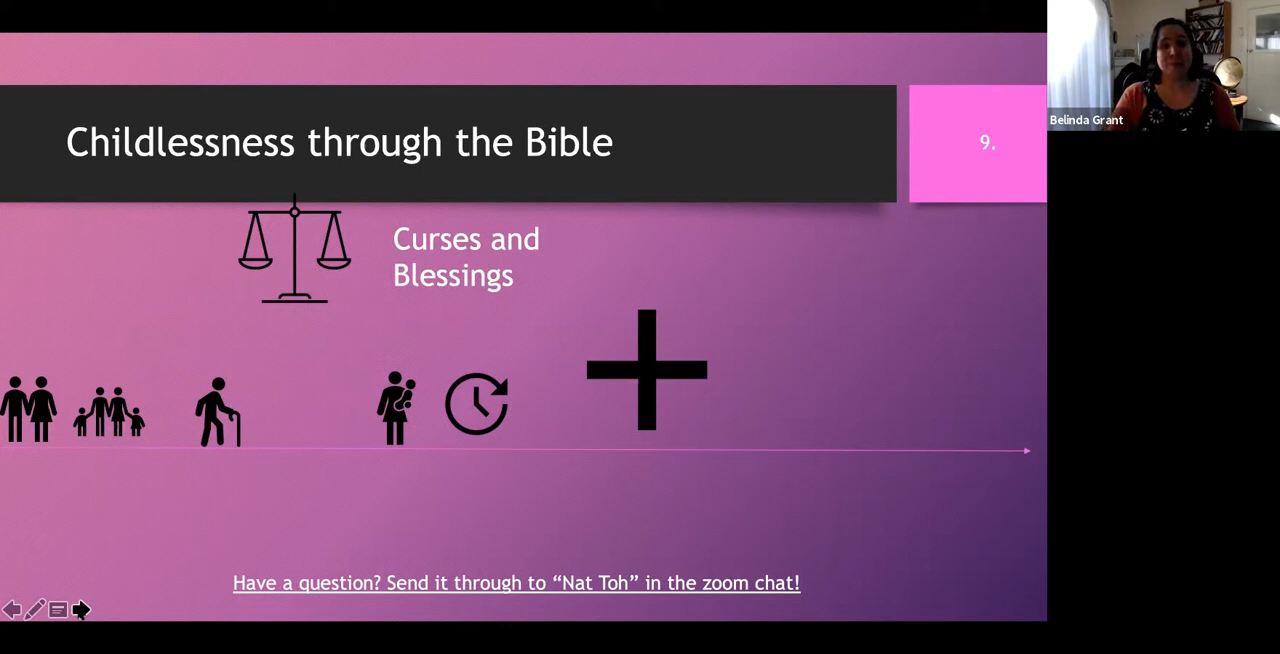 Childlessness through the Bible
9.
Belinda Grant
Curses and
Blessings
Have a question? Send it through to “Nat Toh” in the zoom chat!